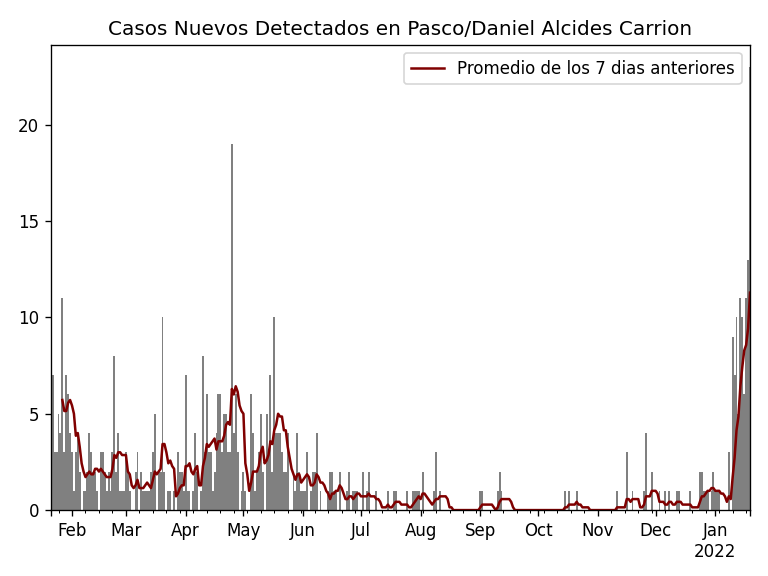 Casos Nuevos Detectados en Pasco/Daniel Alcides Carrion
Promedio de los 7 dias anteriores
20
15
10
5
0
Feb Mar Apr May Jun Jul Aug Sep Oct Nov Dec Jan
2022